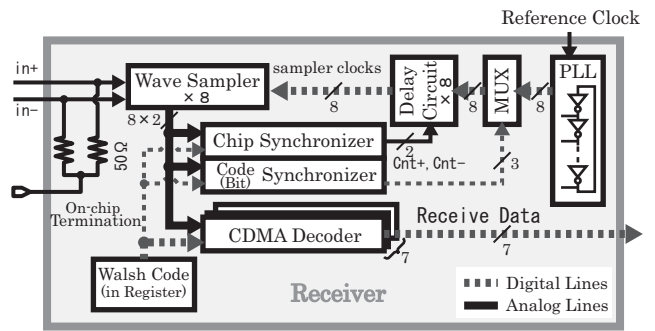 Reference Clock
in+
in−
Wave Sampler
× 8
sampler clocks
8
Delay
Circuit
× 8
8
MUX
8
PLL
8×2
Chip Synchronizer
2
Cnt+, Cnt−
3
50Ω
Code
(Bit)
Synchronizer
On-chip
Termination
CDMA Decoder
7
Receive Data
7
Walsh Code
(in Register)
Receiver
Digital Lines
Analog Lines